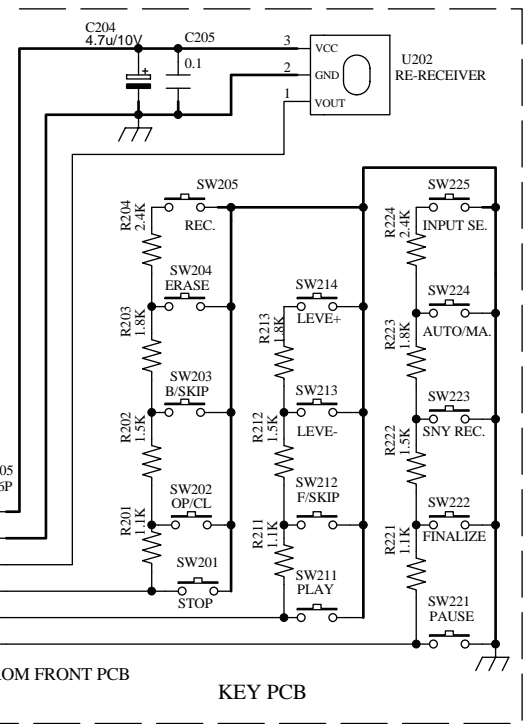 C204
4.7u/10V
C205
0.1
3
VCC
2
GND
1
VOUT
U202
RE-RECEIVER
SW205
REC.
R204
2.4K
SW204
ERASE
R203
1.8K
SW203
B/SKIP
R202
1.5K
SW202
OP/CL
R201
1.1K
SW201
STOP
SW214
LEVE+
R213
1.8K
SW213
LEVE-
R212
1.5K
SW212
F/SKIP
R211
1.1K
SW211
PLAY
SW225
INPUT SE.
R224
2.4K
SW224
AUTO/MA.
R223
1.8K
SW223
SNY REC.
R222
1.5K
SW222
FINALIZE
R221
1.1K
SW221
PAUSE
05
6P
OM FRONT PCB
KEY PCB